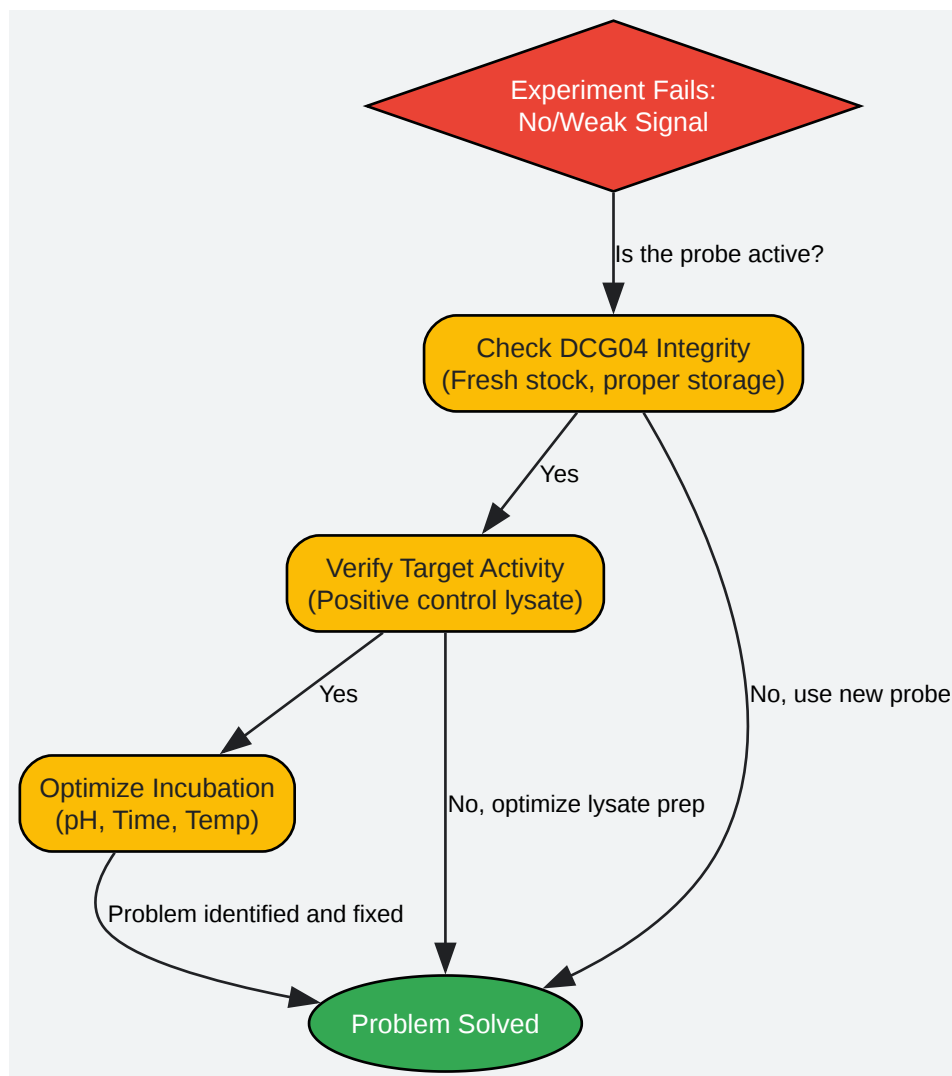 Experiment Fails:
No/Weak Signal
Is the probe active?
Check DCG04 Integrity
(Fresh stock, proper storage)
Yes
Verify Target Activity
(Positive control lysate)
Yes
No, use new probe
Optimize Incubation
(pH, Time, Temp)
No, optimize lysate prep
Problem identified and fixed
Problem Solved